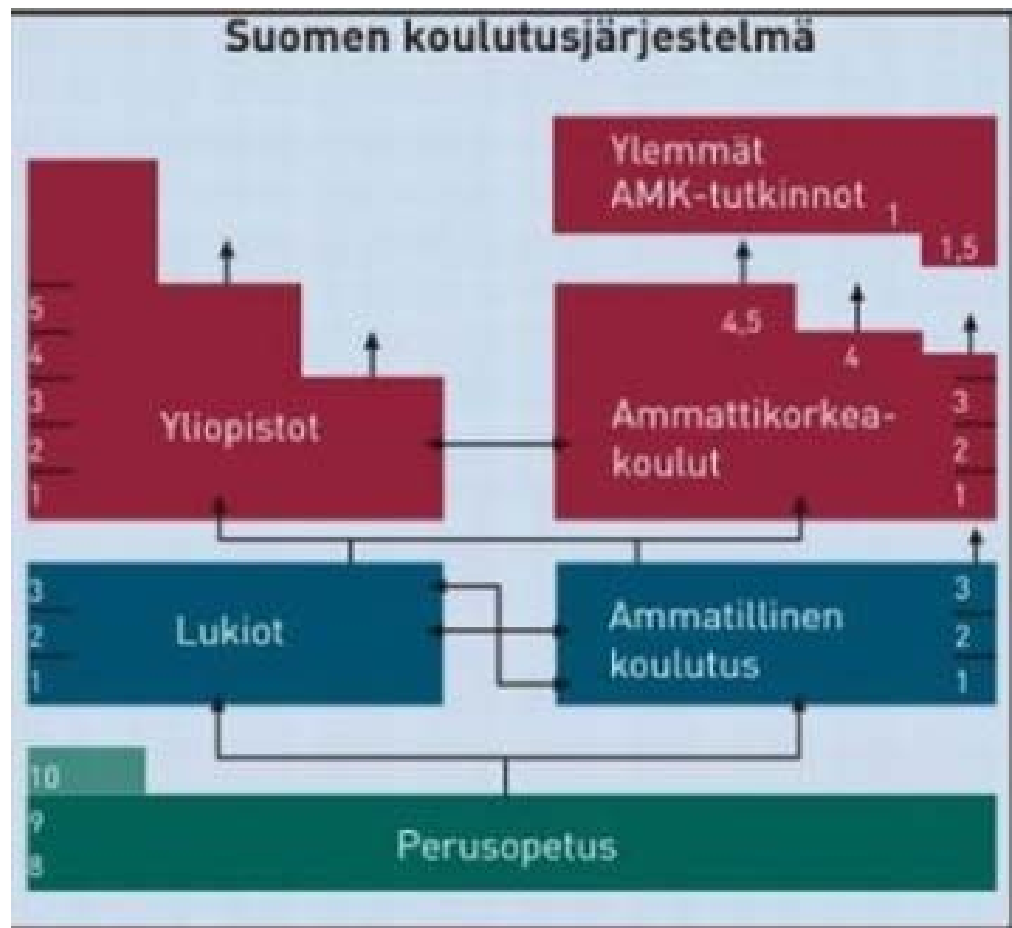 Suomen koulutusjärjestelmä
Ylemmät
AMK-tutkinnot
1
1,5
5
4
3
2
1
Yliopistot
4,5
4
Ammattikorkea-
koulut
3
2
1
3
2
1
Lukiot
Ammatillinen
koulutus
3
2
1
10
9
8
Perusopetus